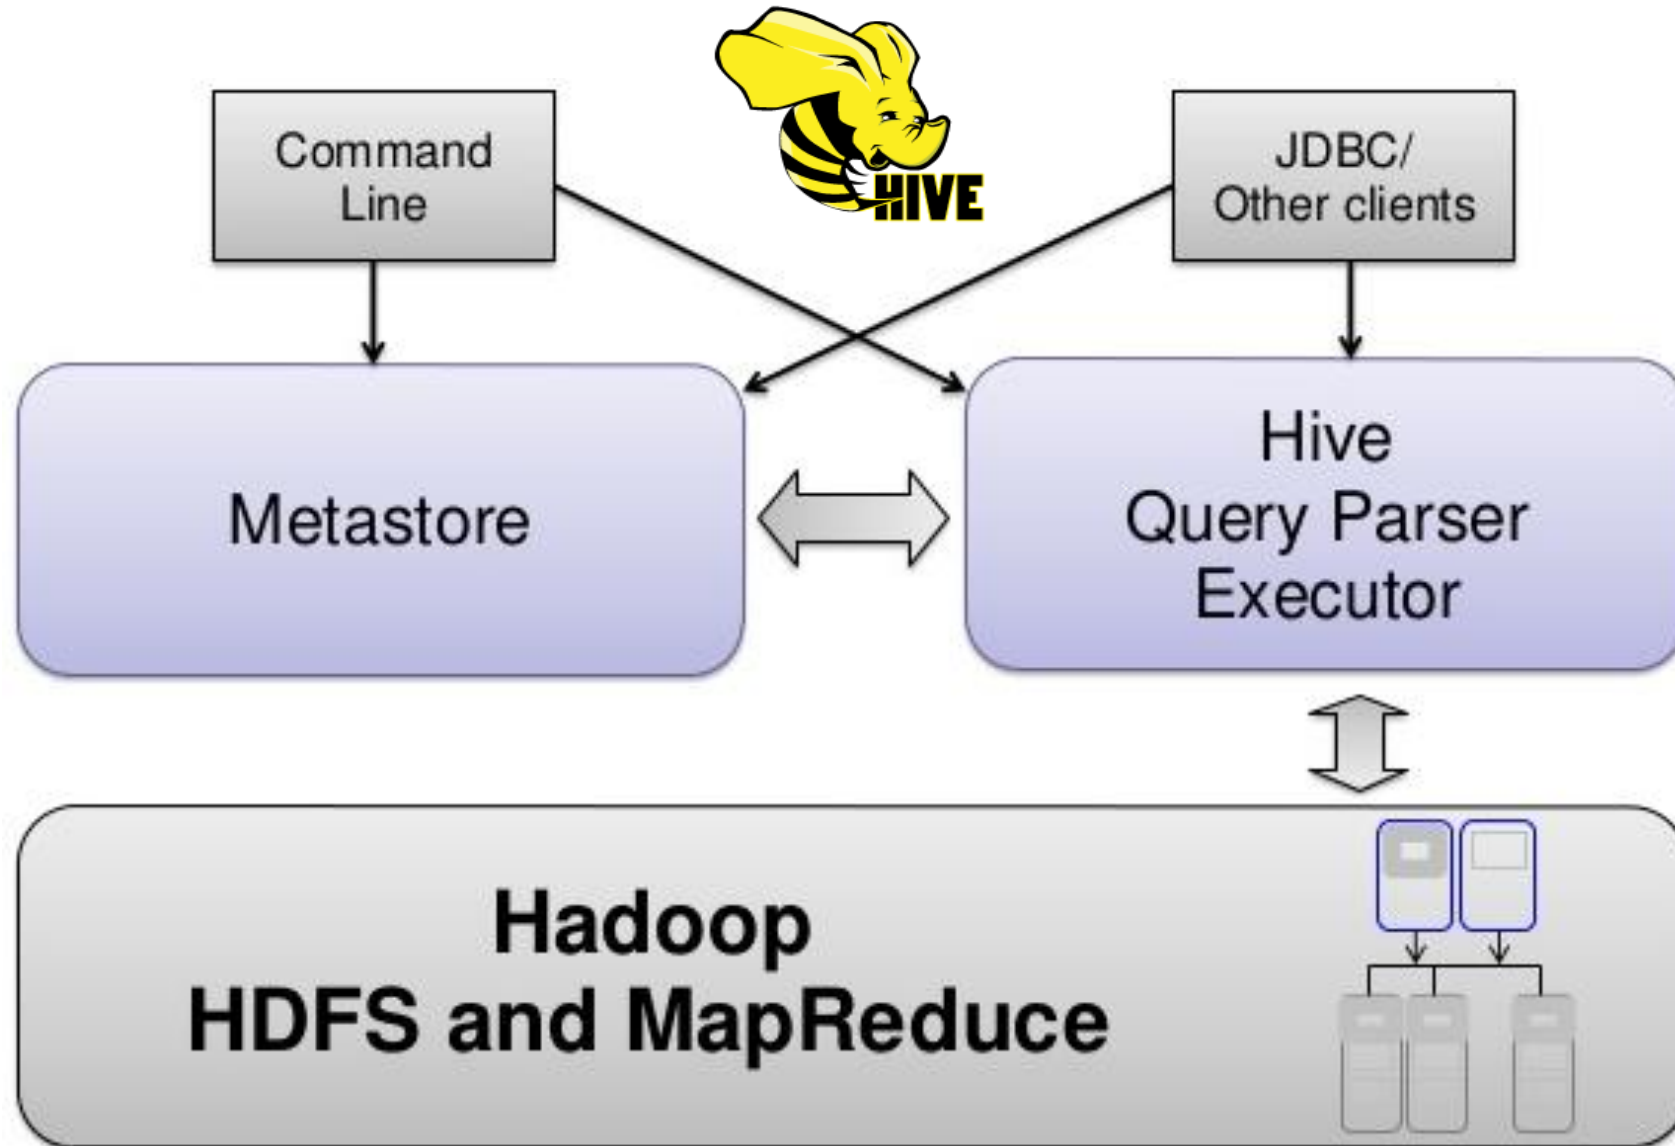 HIVE
Command
Line
JDBC/
Other clients
Metastore
Hive
Query Parser
Executor
Hadoop
HDFS and MapReduce